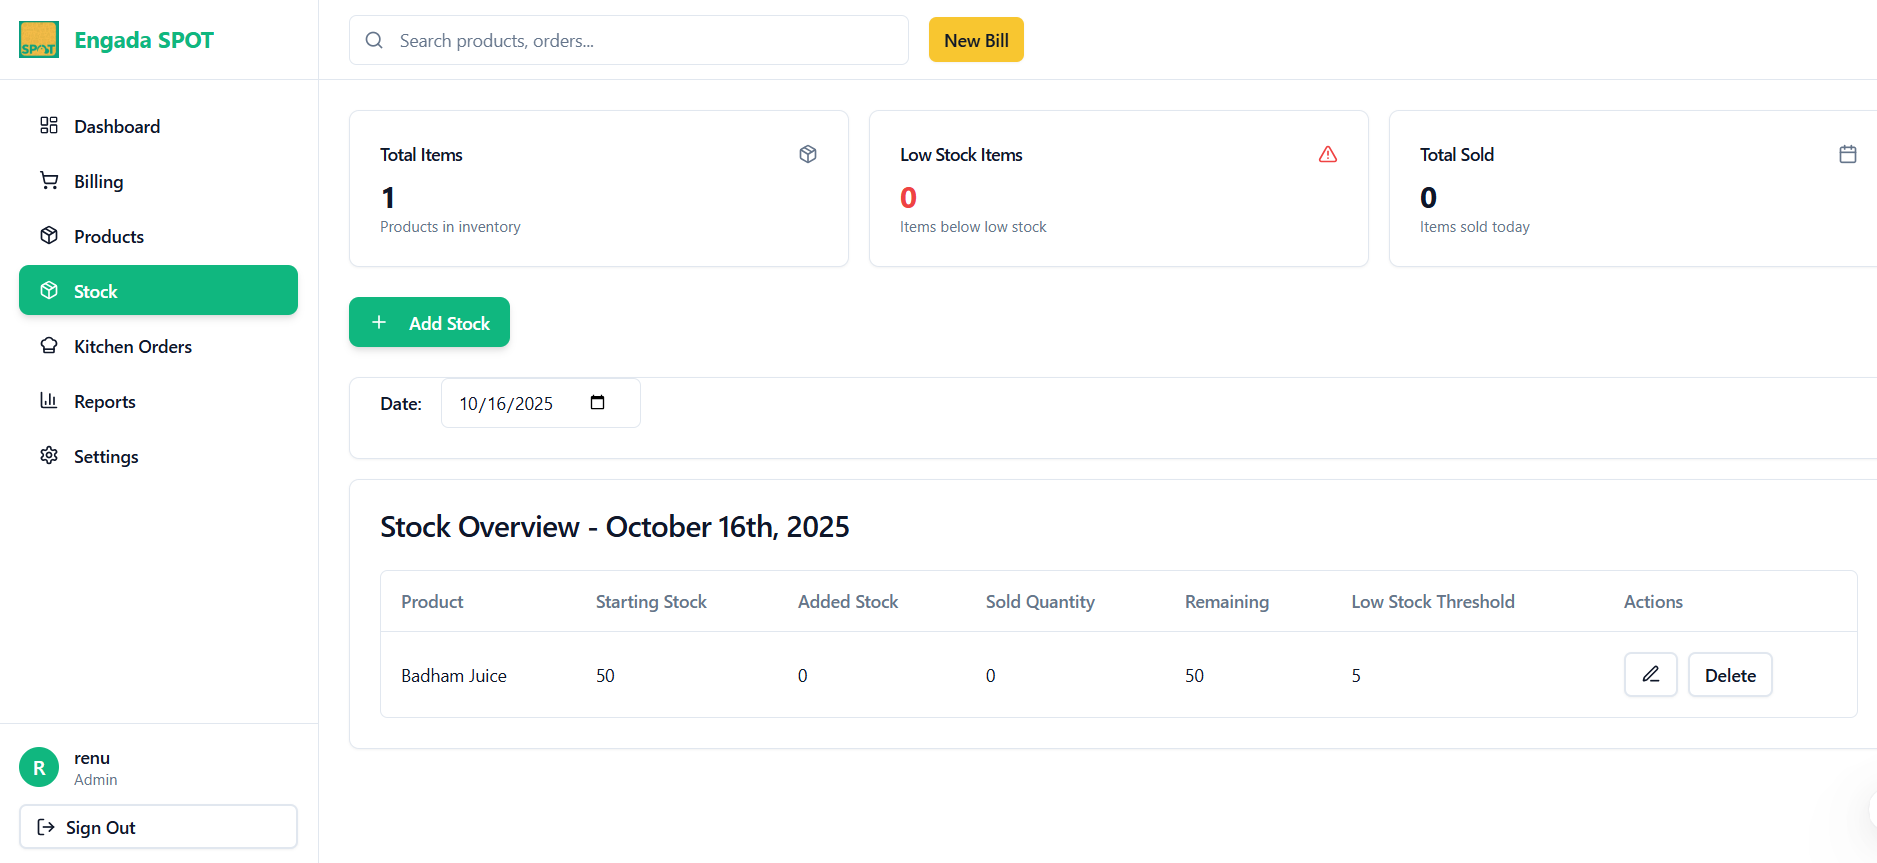 SPOT
Engada SPOT
Search products, orders...
New Bill
Dashboard
Billing
Products
Stock
Kitchen Orders
Reports
Settings
renu
R
Admin
Sign Out
Total Items
1
Products in inventory
Low Stock Items
0
Items below low stock
Total Sold
0
Items sold today
Add Stock
Date: 10/16/2025
Stock Overview - October 16th, 2025
Product Starting Stock Added Stock Sold Quantity Remaining Low Stock Threshold Actions
Badham Juice 50 0 0 50 5 Delete